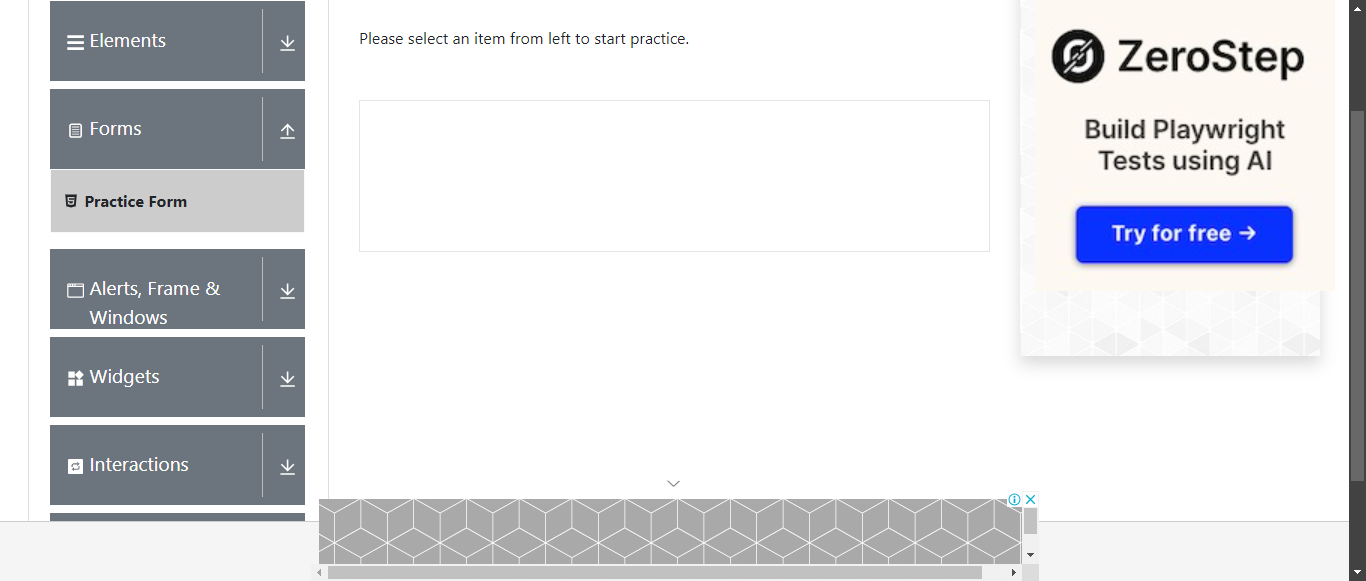 Elements
Forms
Practice Form
Alerts, Frame &
Windows
Widgets
Interactions
Please select an item from left to start practice.
ZeroStep
Build Playwright
Tests using AI
Try for free →